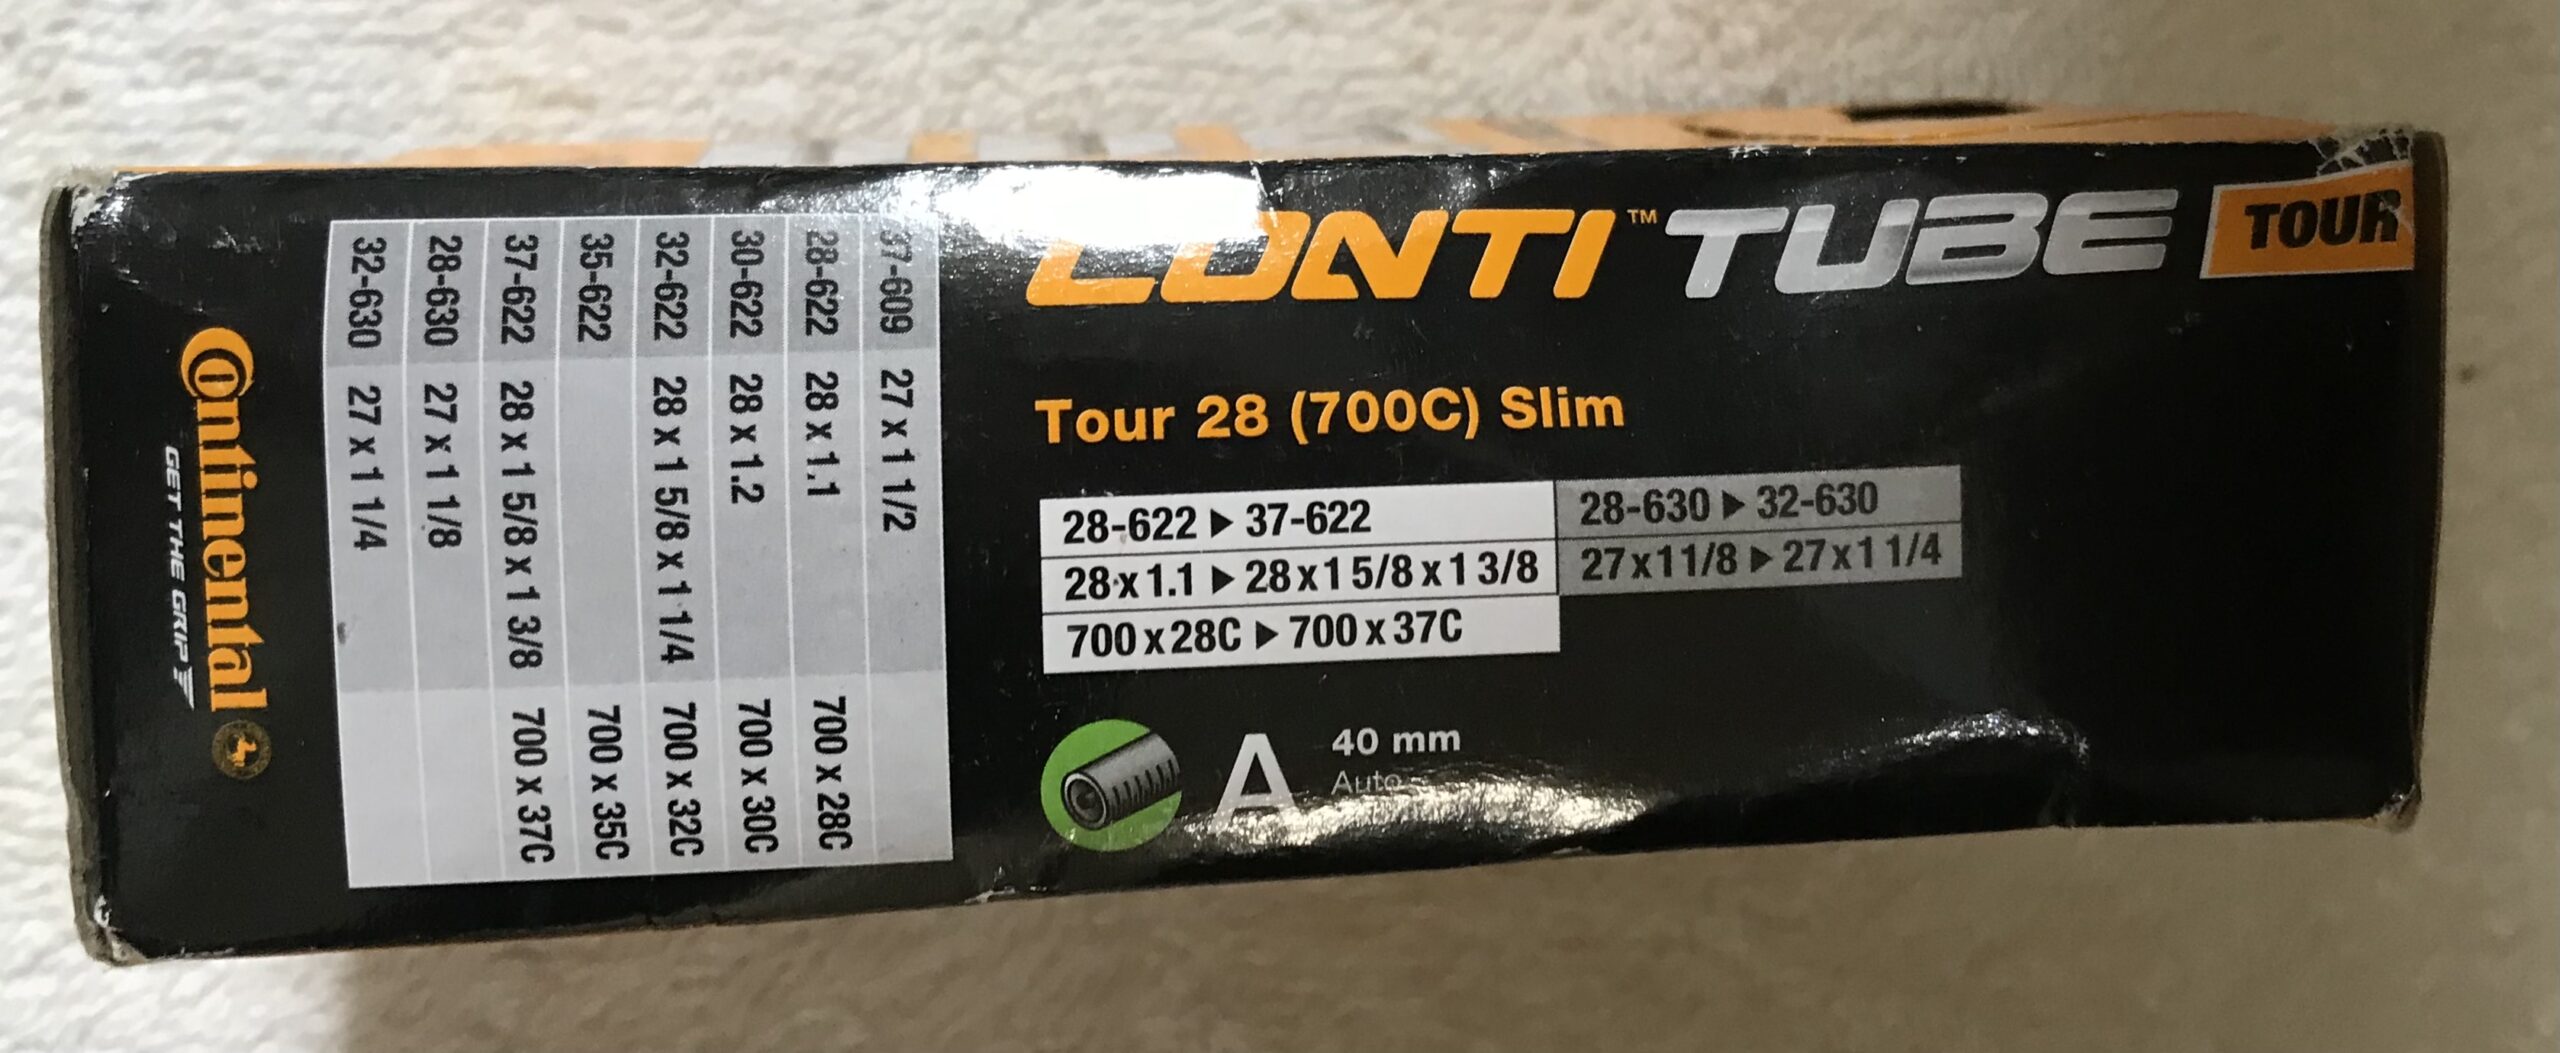 CONTI™ TUBE TOUR
Tour 28 (700C) Slim
28-622 ▶ 37-622
28 x 1.1 ▶ 28 x 1 5/8 x 1 3/8
700 x 28C ▶ 700 x 37C
28-630 ▶ 32-630
27 x 1 1/8 ▶ 27 x 1 1/4
A 40 mm
Auto
37-609 27 x 1 1/2
28-622 28 x 1.1 700 x 28C
30-622 28 x 1.2 700 x 30C
32-622 28 x 1 5/8 x 1 1/4 700 x 32C
35-622 700 x 35C
37-622 28 x 1 5/8 x 1 3/8 700 x 37C
28-630 27 x 1 1/8
32-630 27 x 1 1/4
Continental
GET THE GRIP